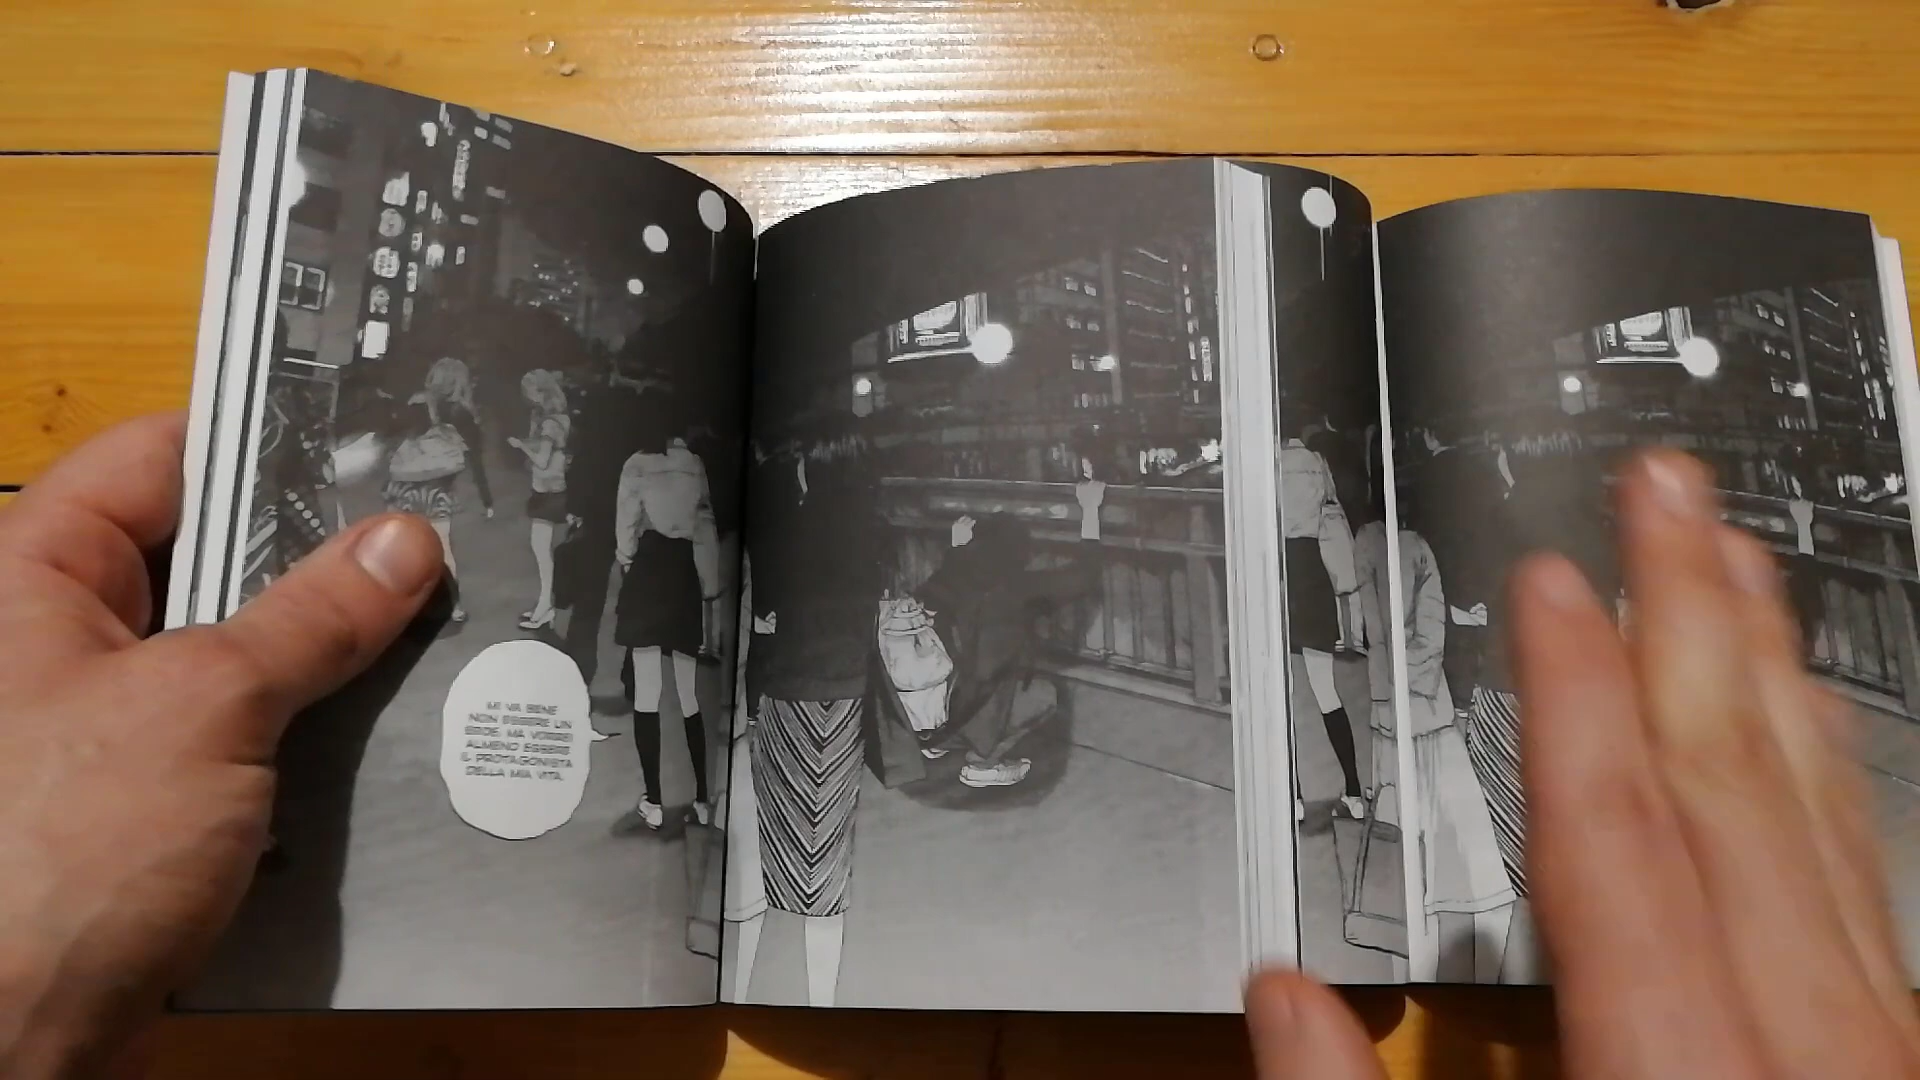 MI VA BENE
NON ESSERE UN
EROE, MA VORREI
ALMENO ESSERE
IL PROTAGONISTA
DELLA MIA VITA.